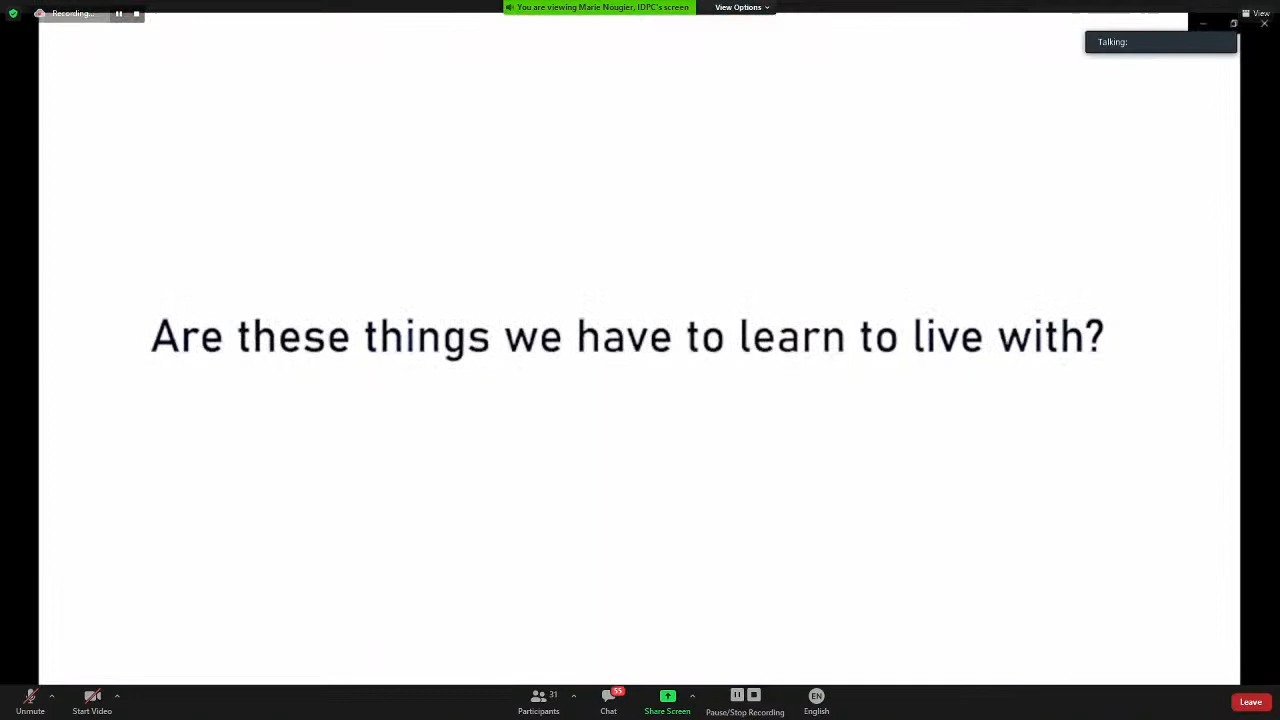 Recording...
You are viewing Marie Nougier, IDPC's screen
View Options
View
Talking:
Are these things we have to learn to live with?
Unmute
Start Video
31
Participants
55
Chat
Share Screen
Pause/Stop Recording
EN
English
Leave